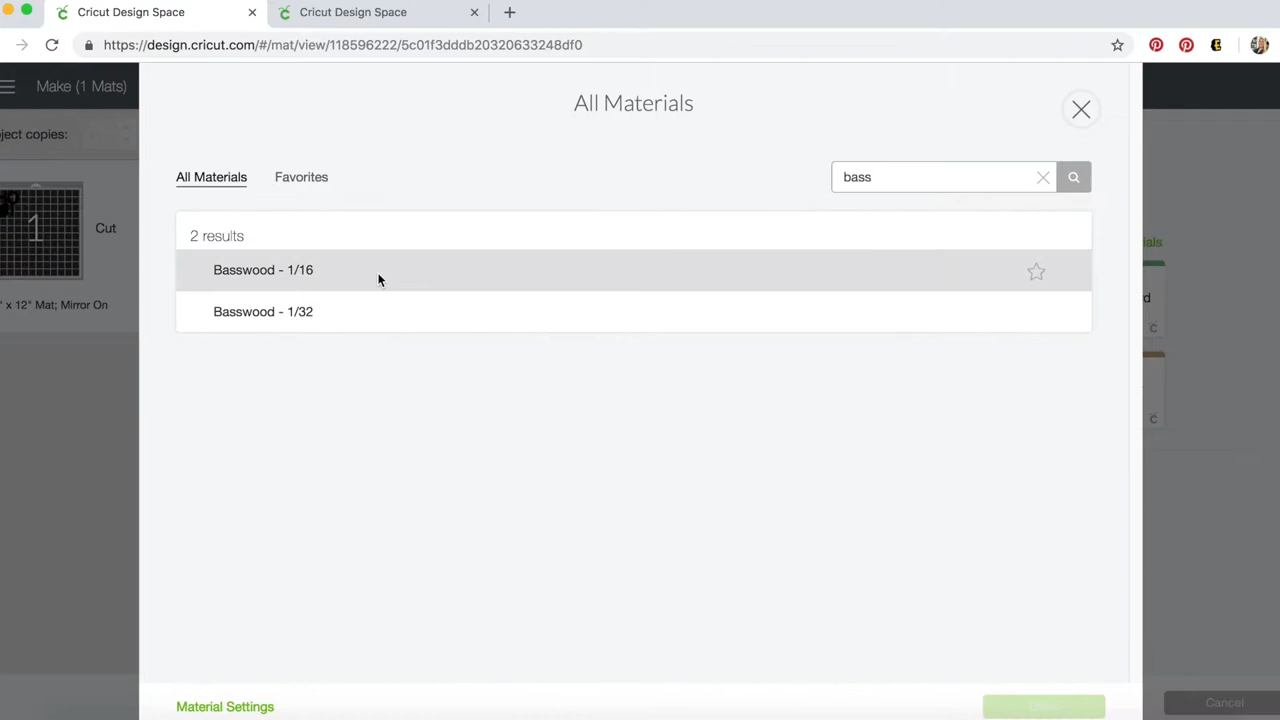 Cricut Design Space
Cricut Design Space
https://design.cricut.com/#/mat/view/118596222/5c01f3dddb20320633248df0
Make (1 Mats)
All Materials
ject copies:
All Materials
Favorites
bass
1
Cut
2 results
Basswood - 1/16
" x 12" Mat; Mirror On
Basswood - 1/32
ials
d
C
C
Material Settings
Cancel